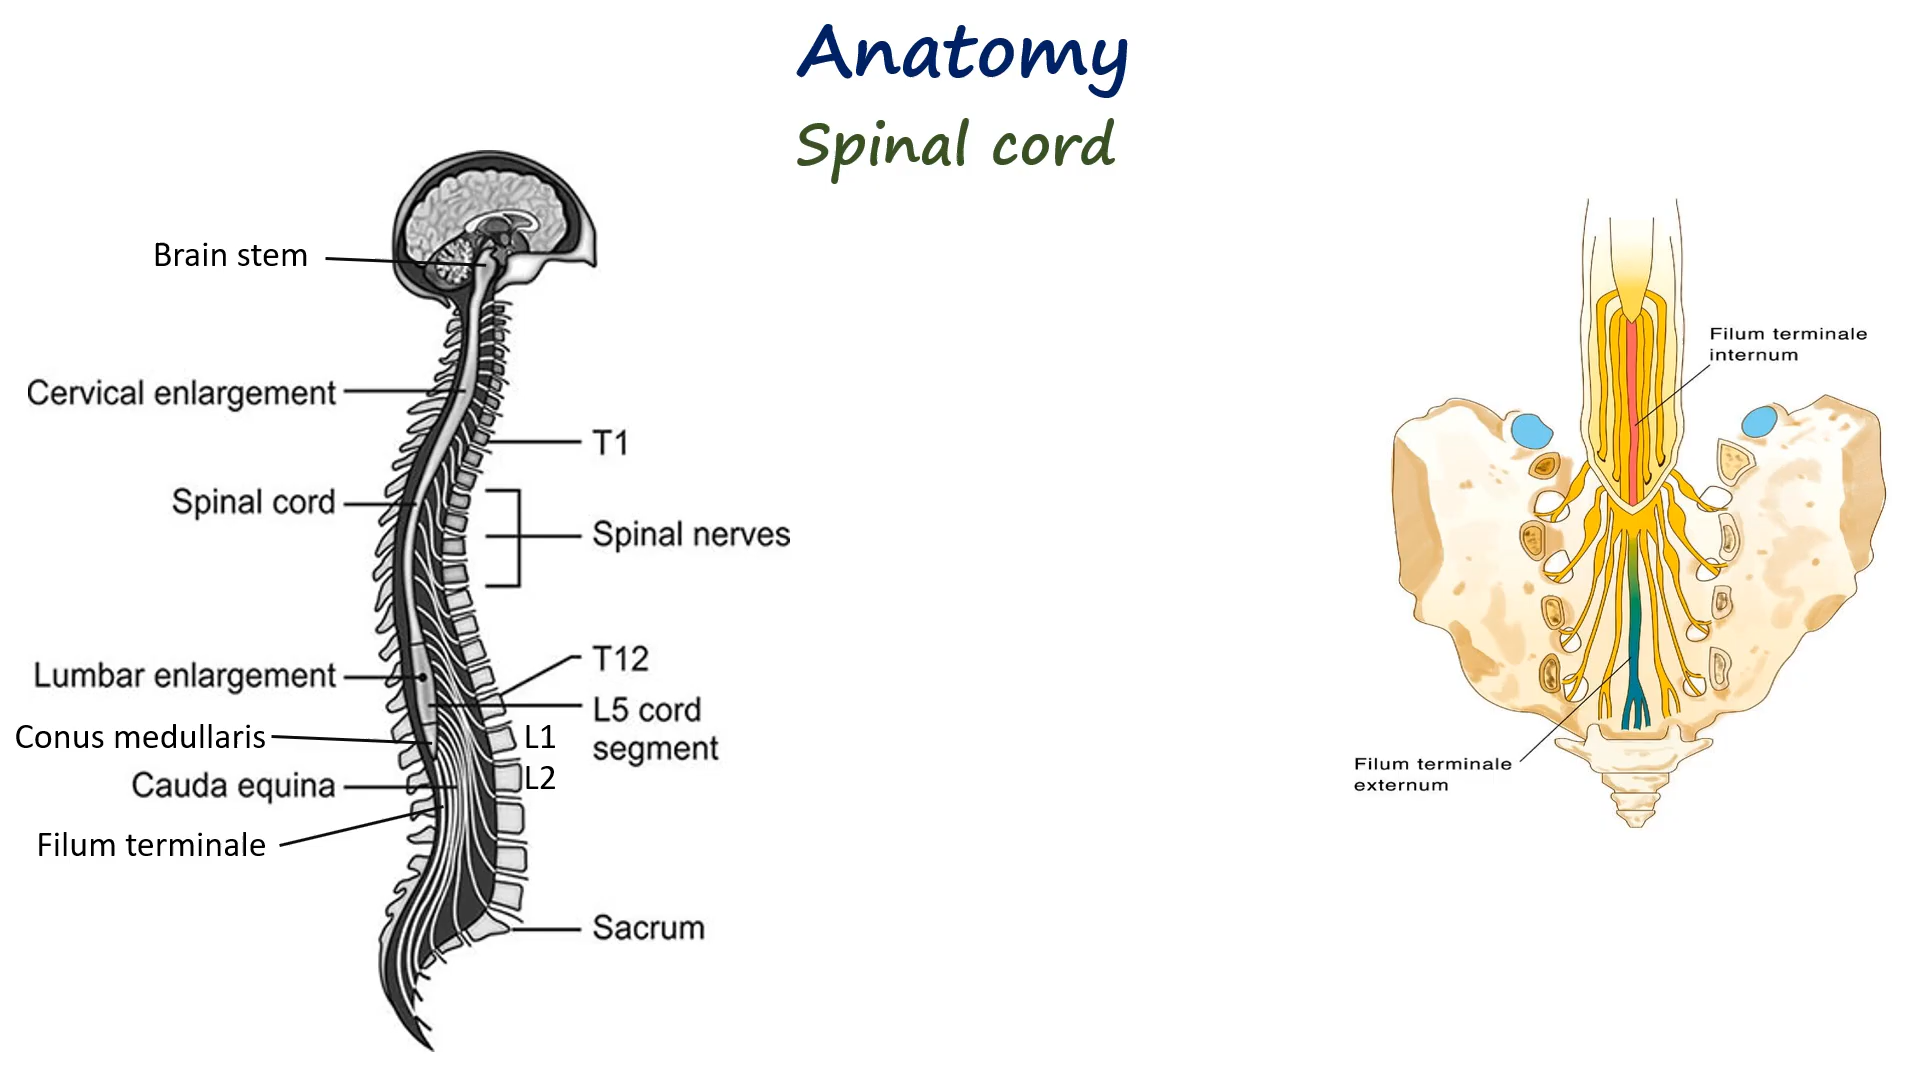 Anatomy
Spinal cord
Brain stem
Cervical enlargement
T1
Spinal cord
Spinal nerves
Lumbar enlargement
T12
L5 cord
segment
Conus medullaris
L1
L2
Cauda equina
Filum terminale
Sacrum
Filum terminale
internum
Filum terminale
externum